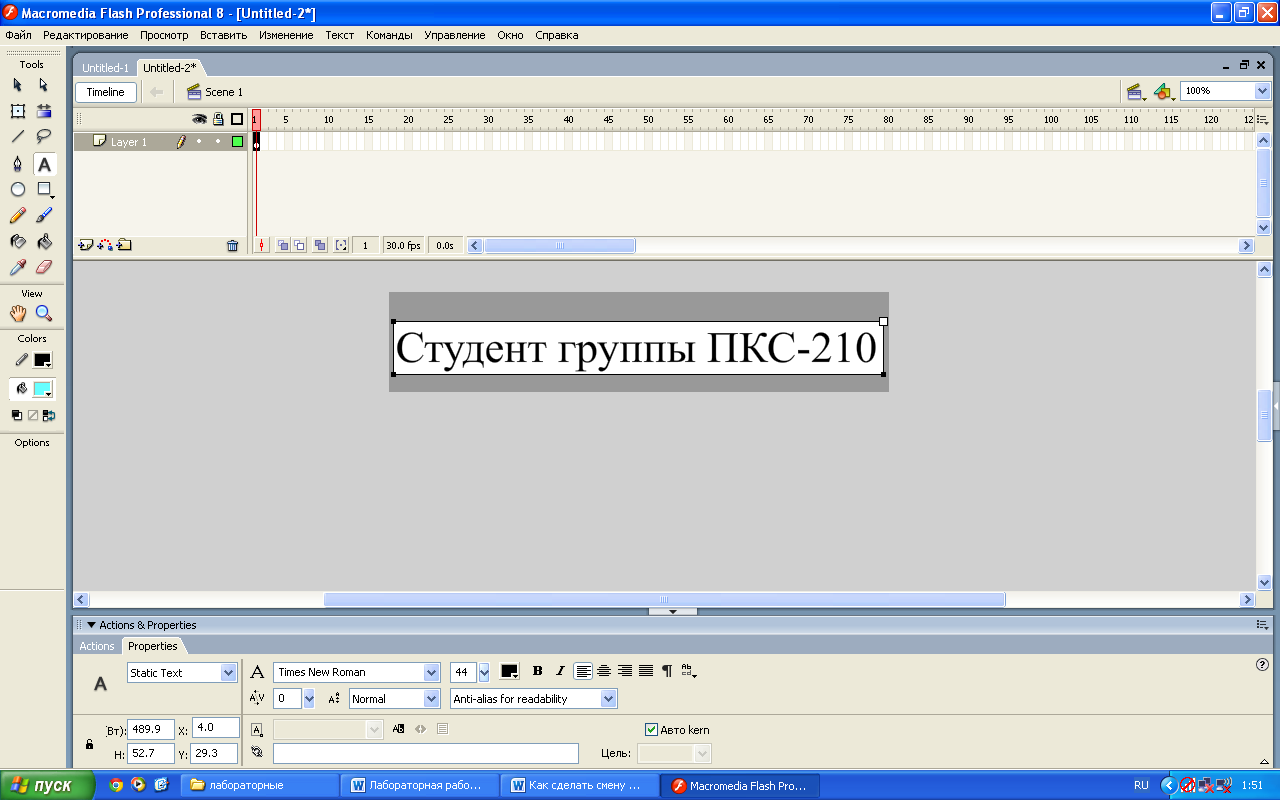 Macromedia Flash Professional 8 - [Untitled-2*]
Файл Редактирование Просмотр Вставить Изменение Текст Команды Управление Окно Справка
Tools
Untitled-1 Untitled-2*
Timeline Scene 1 100%
1 5 10 15 20 25 30 35 40 45 50 55 60 65 70 75 80 85 90 95 100 105 110 115 120 12
Layer 1
1 30.0 fps 0.0s
View
Colors
Options
Студент группы ПКС-210
Actions & Properties
Actions Properties
Static Text A Times New Roman 44 B I
A 0 Normal Anti-alias for readability
Вт): 489.9 X: 4.0 Авто kern
H: 52.7 Y: 29.3 Цель:
пуск лабораторные Лабораторная рабо... Как сделать смену ... Macromedia Flash Pro... RU 1:51